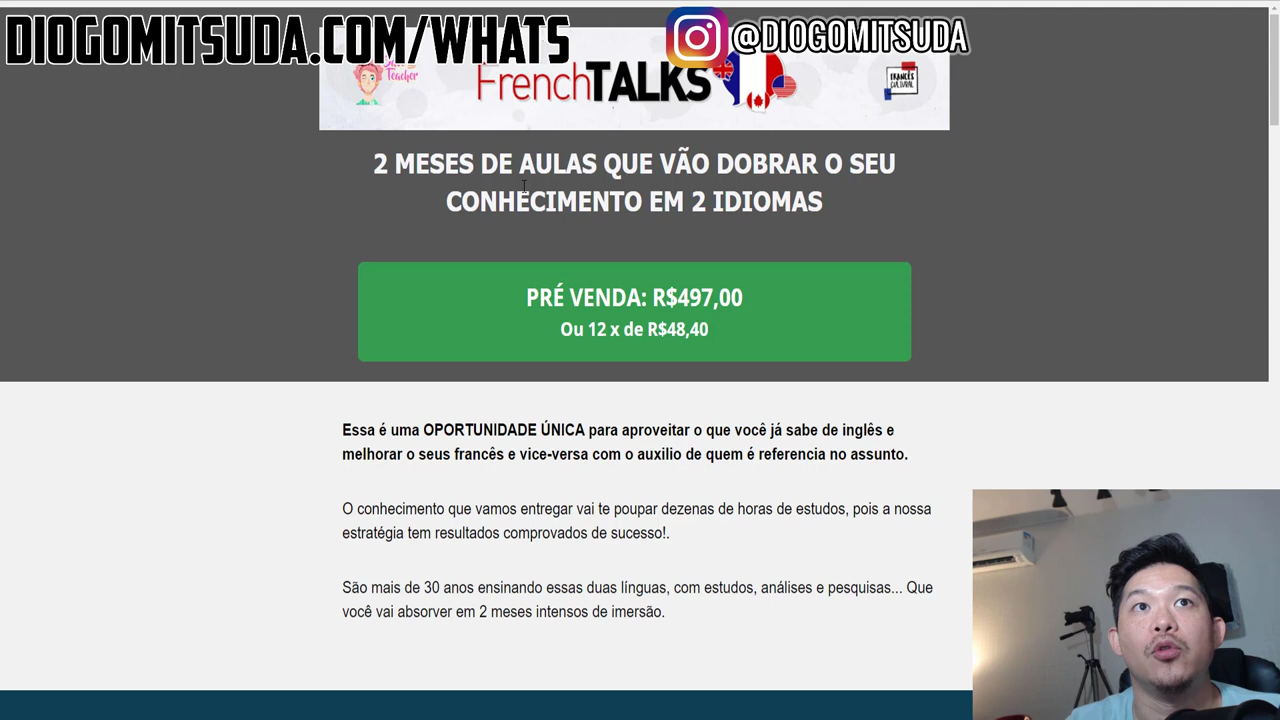 DIOGOMITSUDA.COM/WHATS
@DIOGOMITSUDA
Teacher
FrenchTALKS
FRANCÊS
CULTURAL
2 MESES DE AULAS QUE VÃO DOBRAR O SEU
CONHECIMENTO EM 2 IDIOMAS
PRÉ VENDA: R$497,00
Ou 12 x de R$48,40
Essa é uma OPORTUNIDADE ÚNICA para aproveitar o que você já sabe de inglês e
melhorar o seus francês e vice-versa com o auxilio de quem é referencia no assunto.
O conhecimento que vamos entregar vai te poupar dezenas de horas de estudos, pois a nossa
estratégia tem resultados comprovados de sucesso!.
São mais de 30 anos ensinando essas duas línguas, com estudos, análises e pesquisas... Que
você vai absorver em 2 meses intensos de imersão.